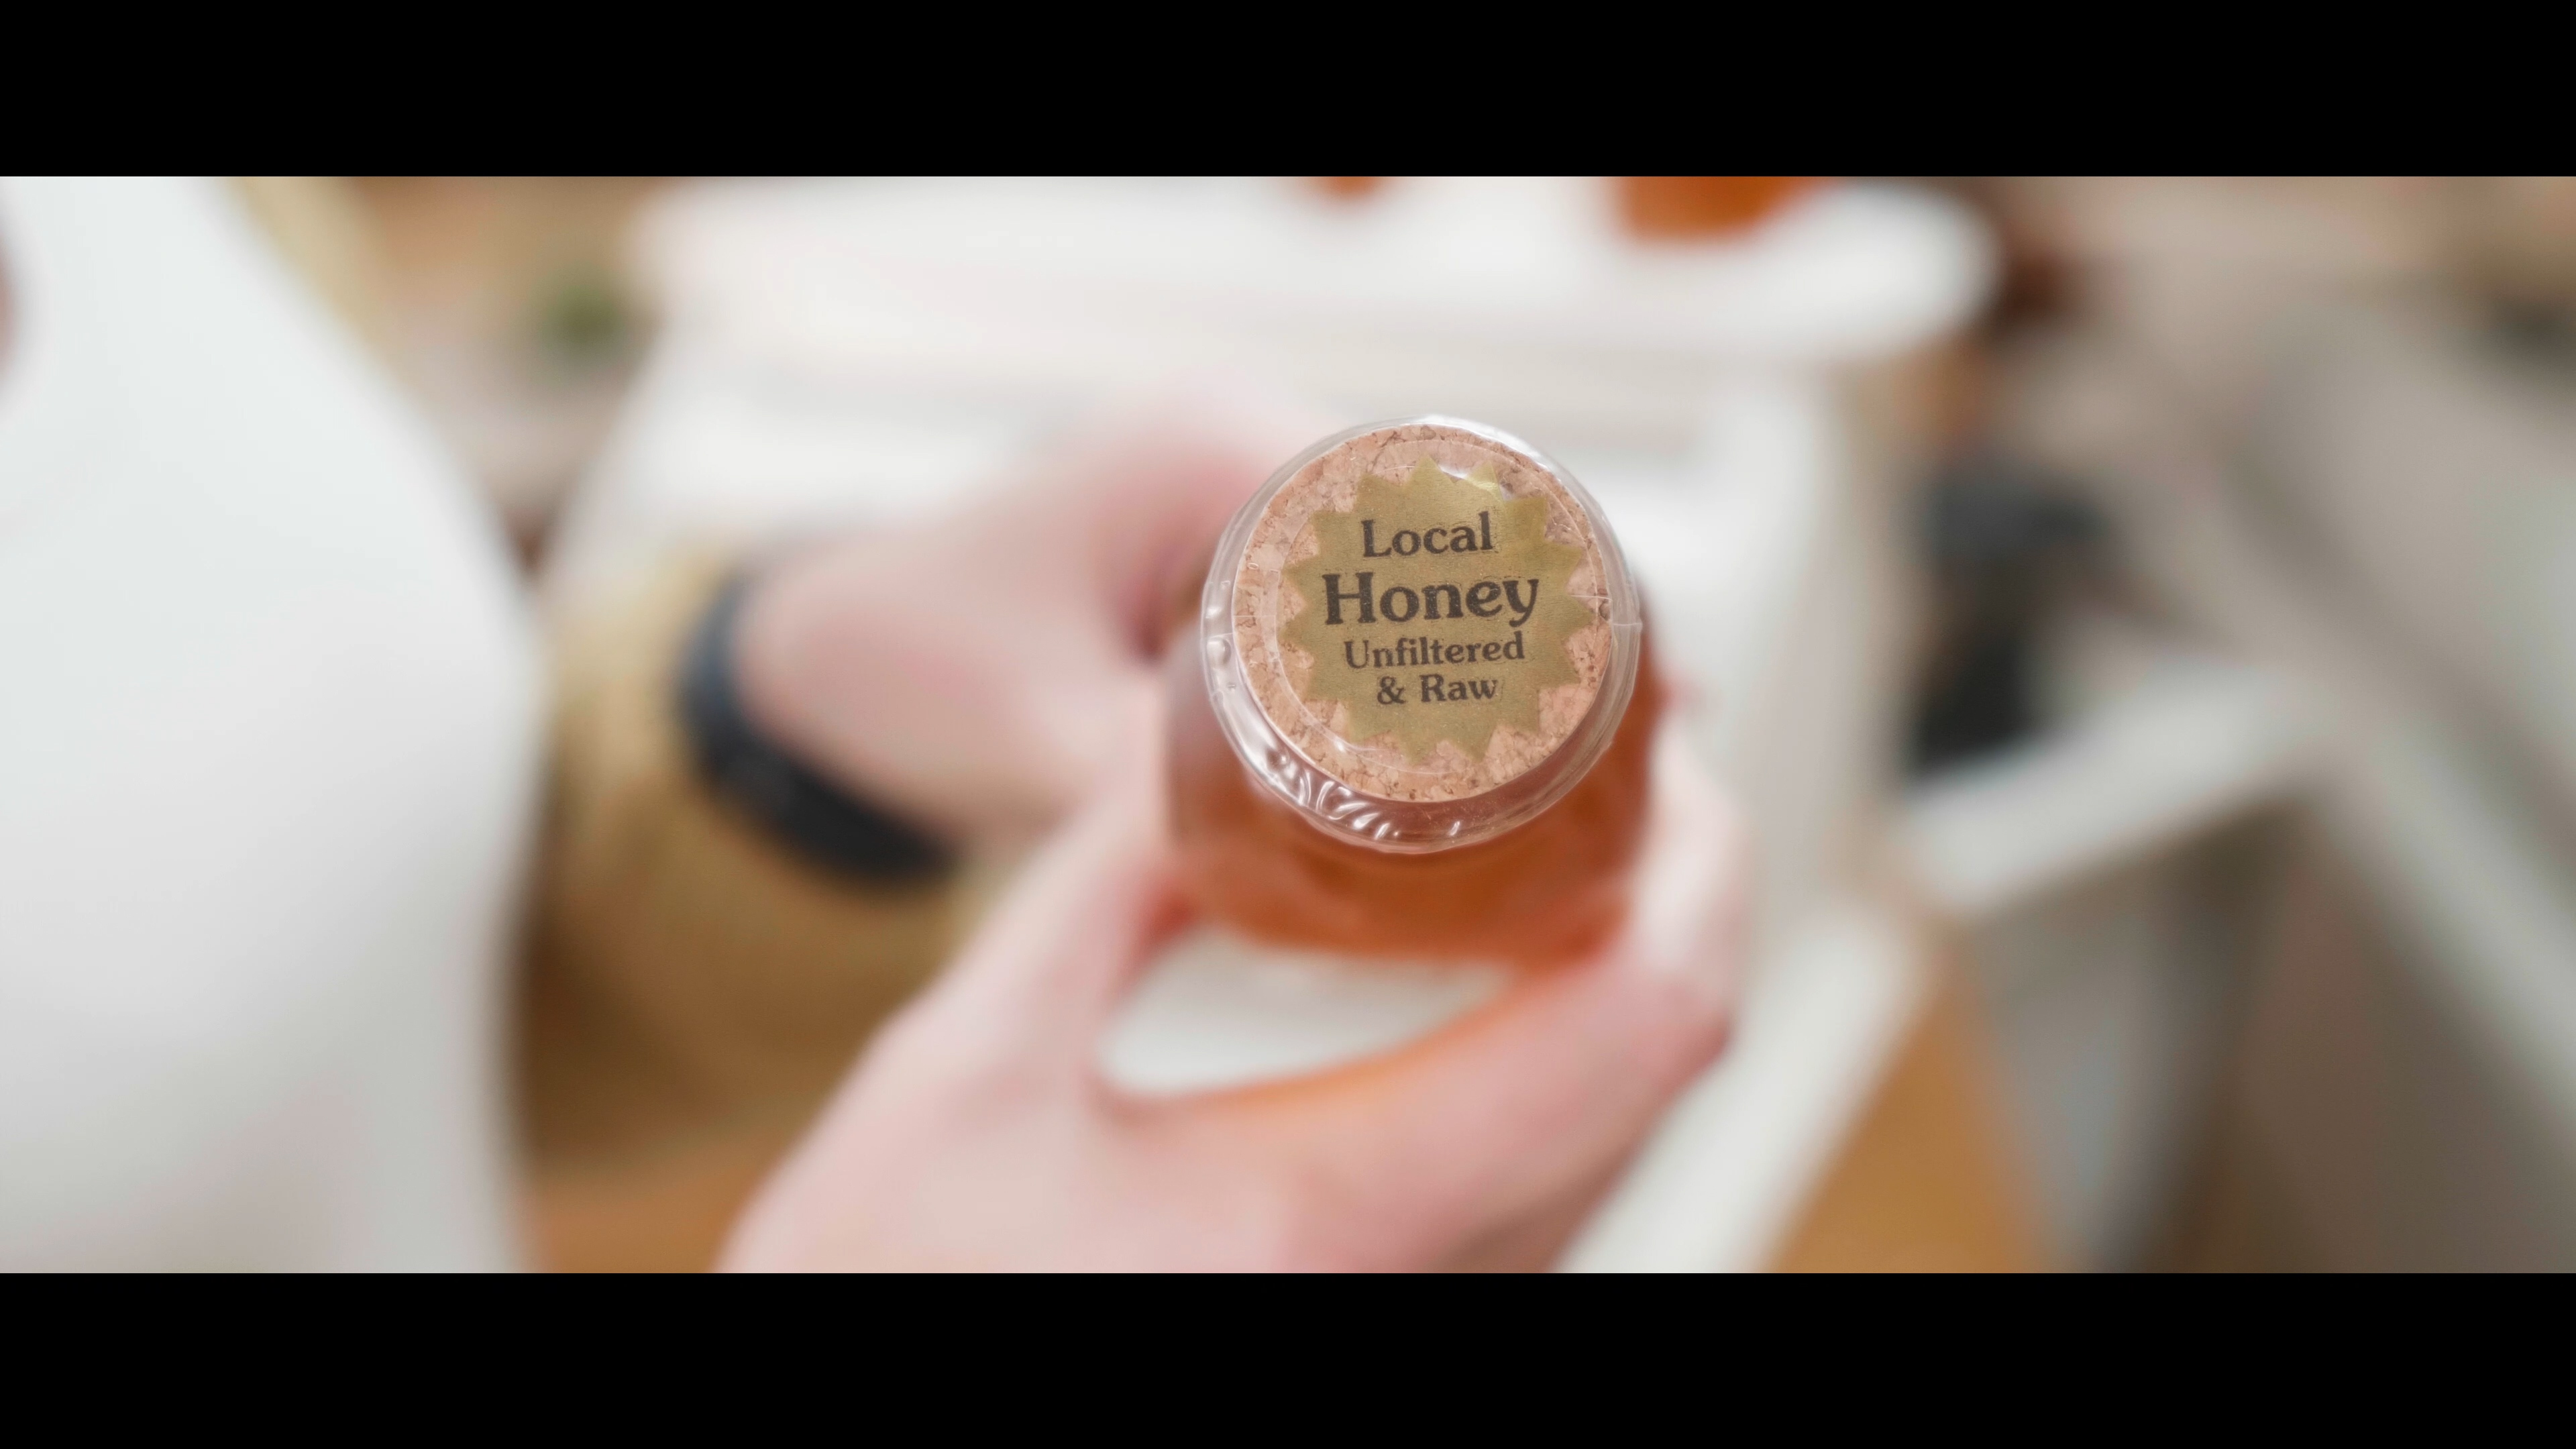 Local
Honey
Unfiltered
& Raw